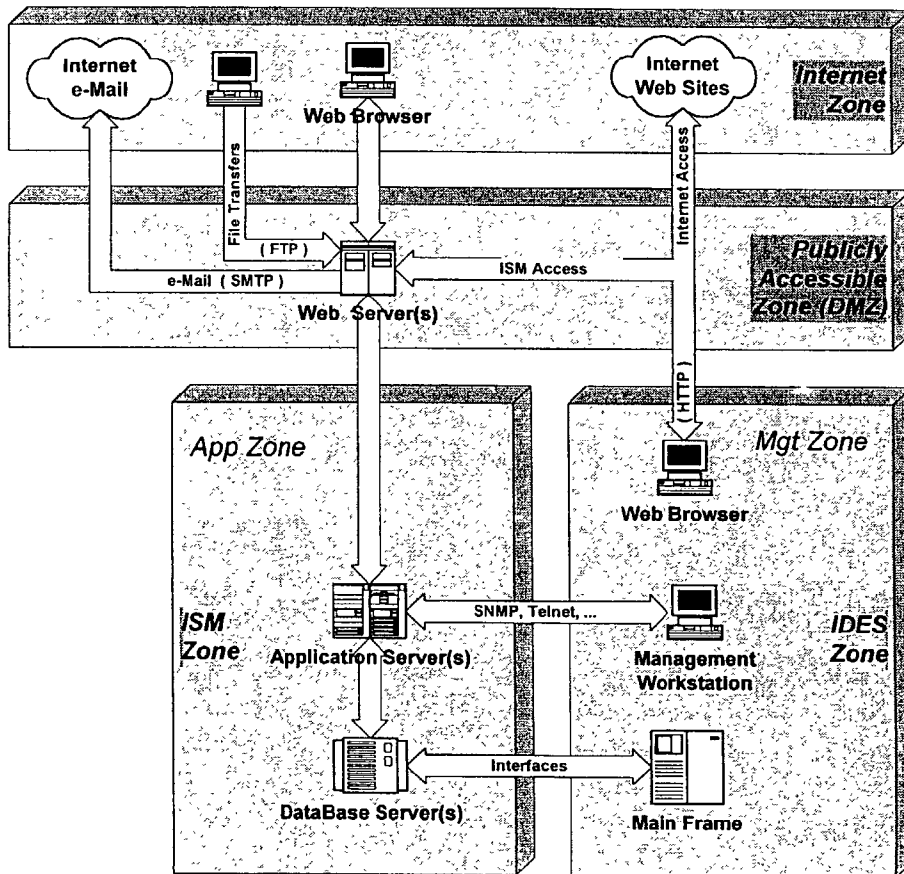 Internet
e-Mail
Web Browser
Internet
Web Sites
Internet
Zone
File Transfers
( FTP )
e-Mail ( SMTP )
ISM Access
Internet Access
( HTTP )
Web Server(s)
Publicly
Accessible
Zone (DMZ)
App Zone
Mgt Zone
Web Browser
ISM
Zone
Application Server(s)
SNMP, Telnet, ...
Management
Workstation
IDES
Zone
DataBase Server(s)
Interfaces
Main Frame